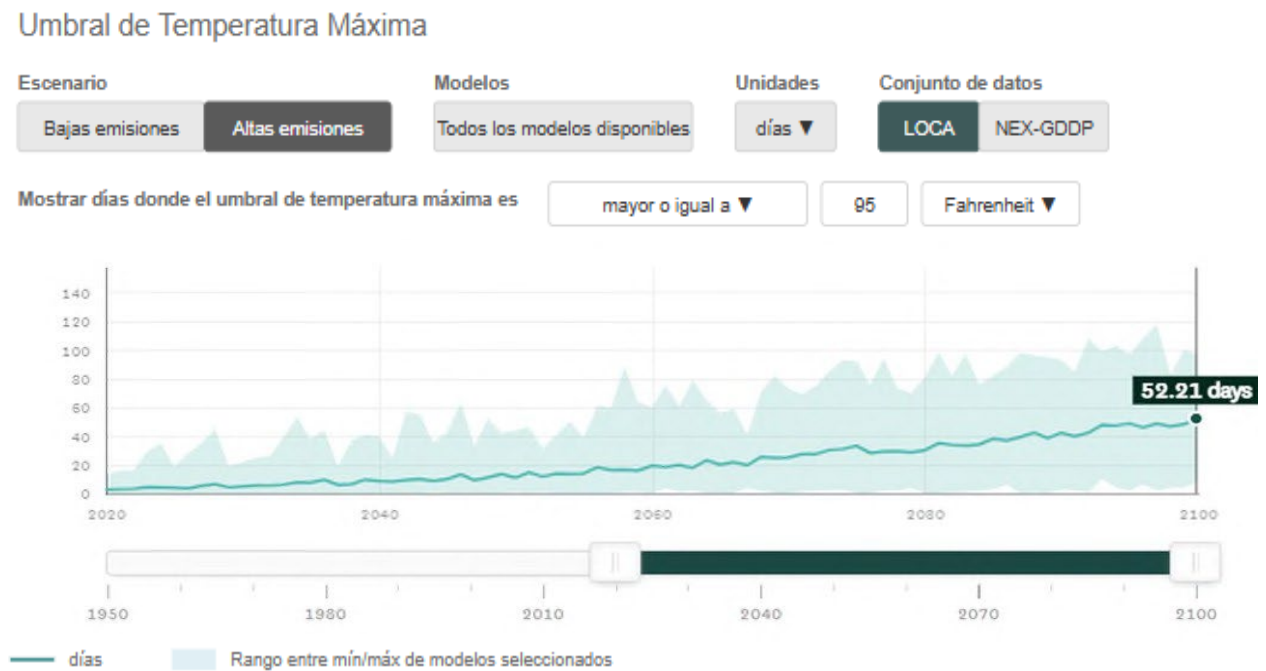 Umbral de Temperatura Máxima
Escenario Modelos Unidades Conjunto de datos
Bajas emisiones Altas emisiones Todos los modelos disponibles días ▼ LOCA NEX-GDDP
Mostrar días donde el umbral de temperatura máxima es mayor o igual a ▼ 95 Fahrenheit ▼
140
120
100
80
60
40
20
0
52.21 days
2020 2040 2060 2080 2100
1950 1980 2010 2040 2070 2100
días Rango entre mín/máx de modelos seleccionados